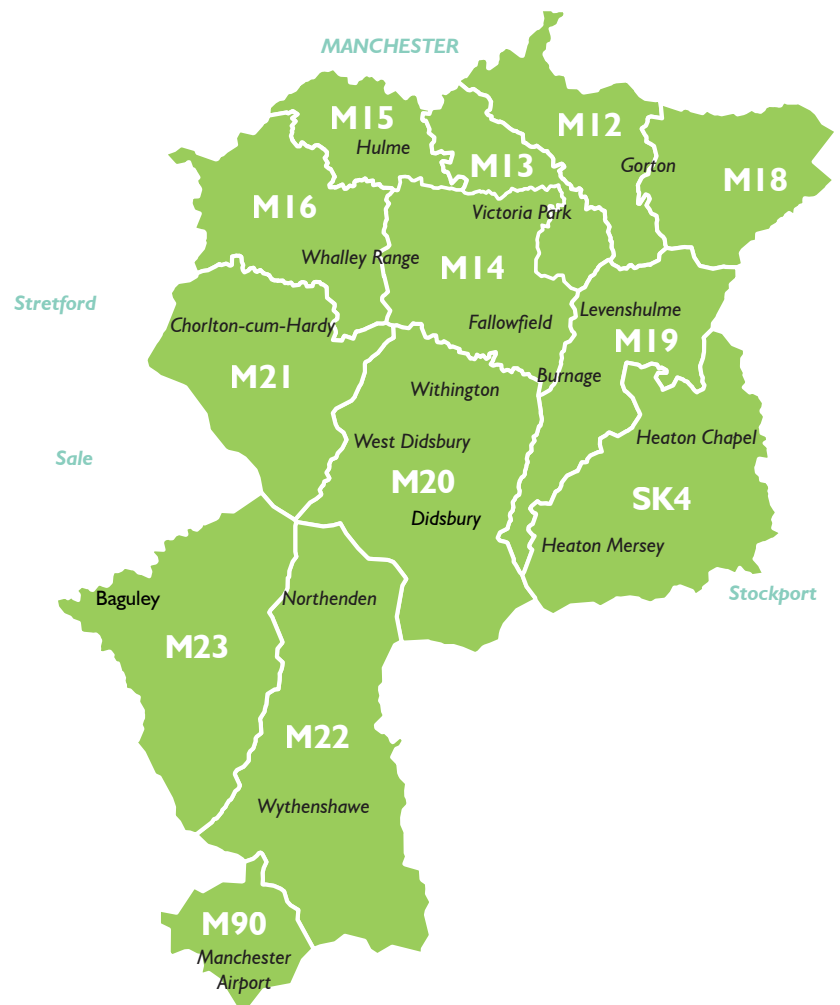 MANCHESTER
M15
Hulme
M12
M13
Gorton
M18
M16
Victoria Park
Whalley Range
M14
Stretford
Chorlton-cum-Hardy
Fallowfield
Levenshulme
M19
M21
Withington
Burnage
West Didsbury
Heaton Chapel
Sale
M20
SK4
Didsbury
Heaton Mersey
Baguley
Northenden
Stockport
M23
M22
Wythenshawe
M90
Manchester
Airport